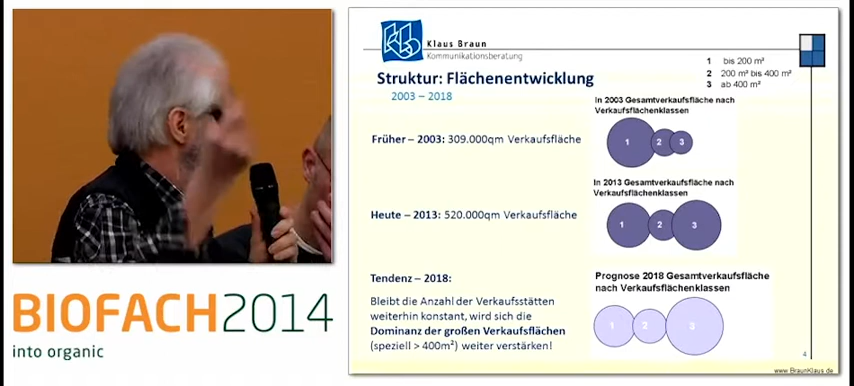 BIOFACH2014
into organic
Klaus Braun
Kommunikationsberatung
Struktur: Flächenentwicklung
2003 – 2018
1 bis 200 m²
2 200 m² bis 400 m²
3 ab 400 m²
Früher – 2003: 309.000qm Verkaufsfläche
In 2003 Gesamtverkaufsfläche nach
Verkaufsflächenklassen
1 2 3
Heute – 2013: 520.000qm Verkaufsfläche
In 2013 Gesamtverkaufsfläche nach
Verkaufsflächenklassen
1 2 3
Tendenz – 2018:
Bleibt die Anzahl der Verkaufsstätten
weiterhin konstant, wird sich die
Dominanz der großen Verkaufsflächen
(speziell > 400m²) weiter verstärken!
Prognose 2018 Gesamtverkaufsfläche
nach Verkaufsflächenklassen
1 2 3
4
www.BraunKlaus.de